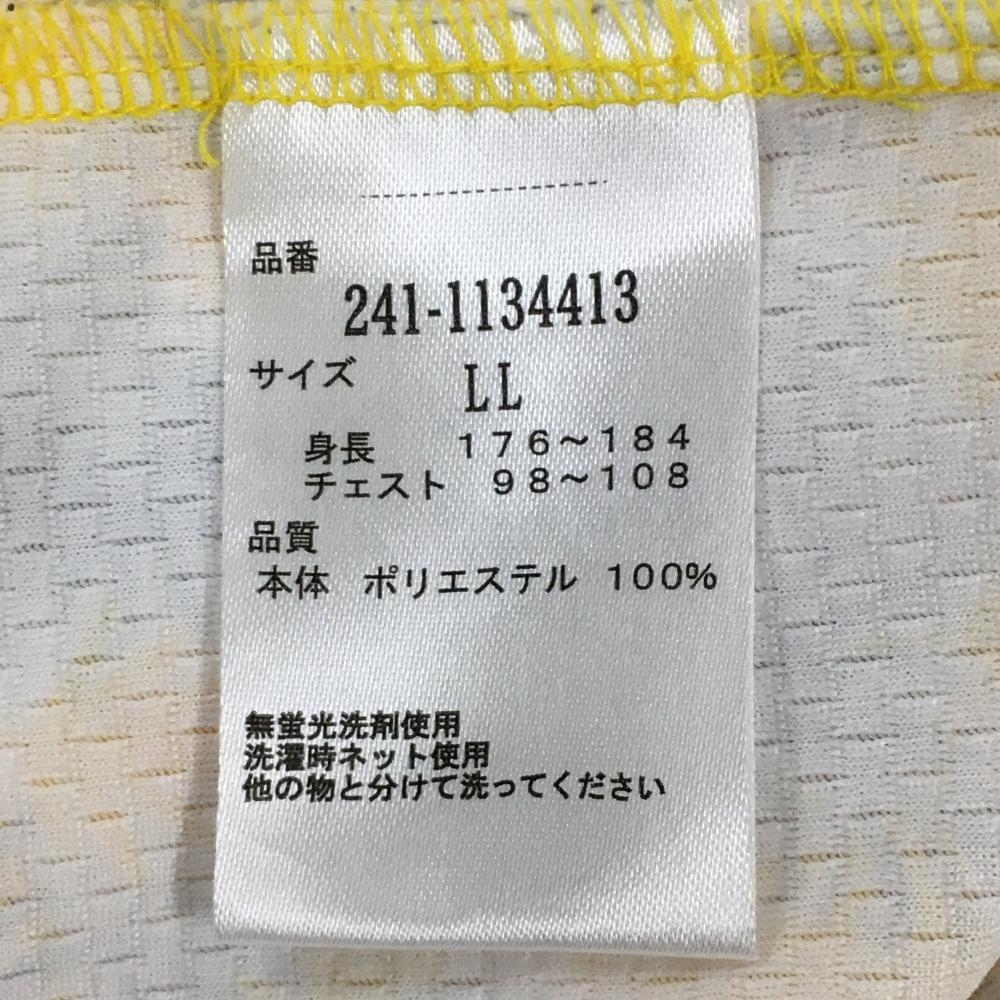 品番
241-1134413
サイズ LL
身長 176～184
チェスト 98～108
品質
本体 ポリエステル 100%
無蛍光洗剤使用
洗濯時ネット使用
他の物と分けて洗ってください